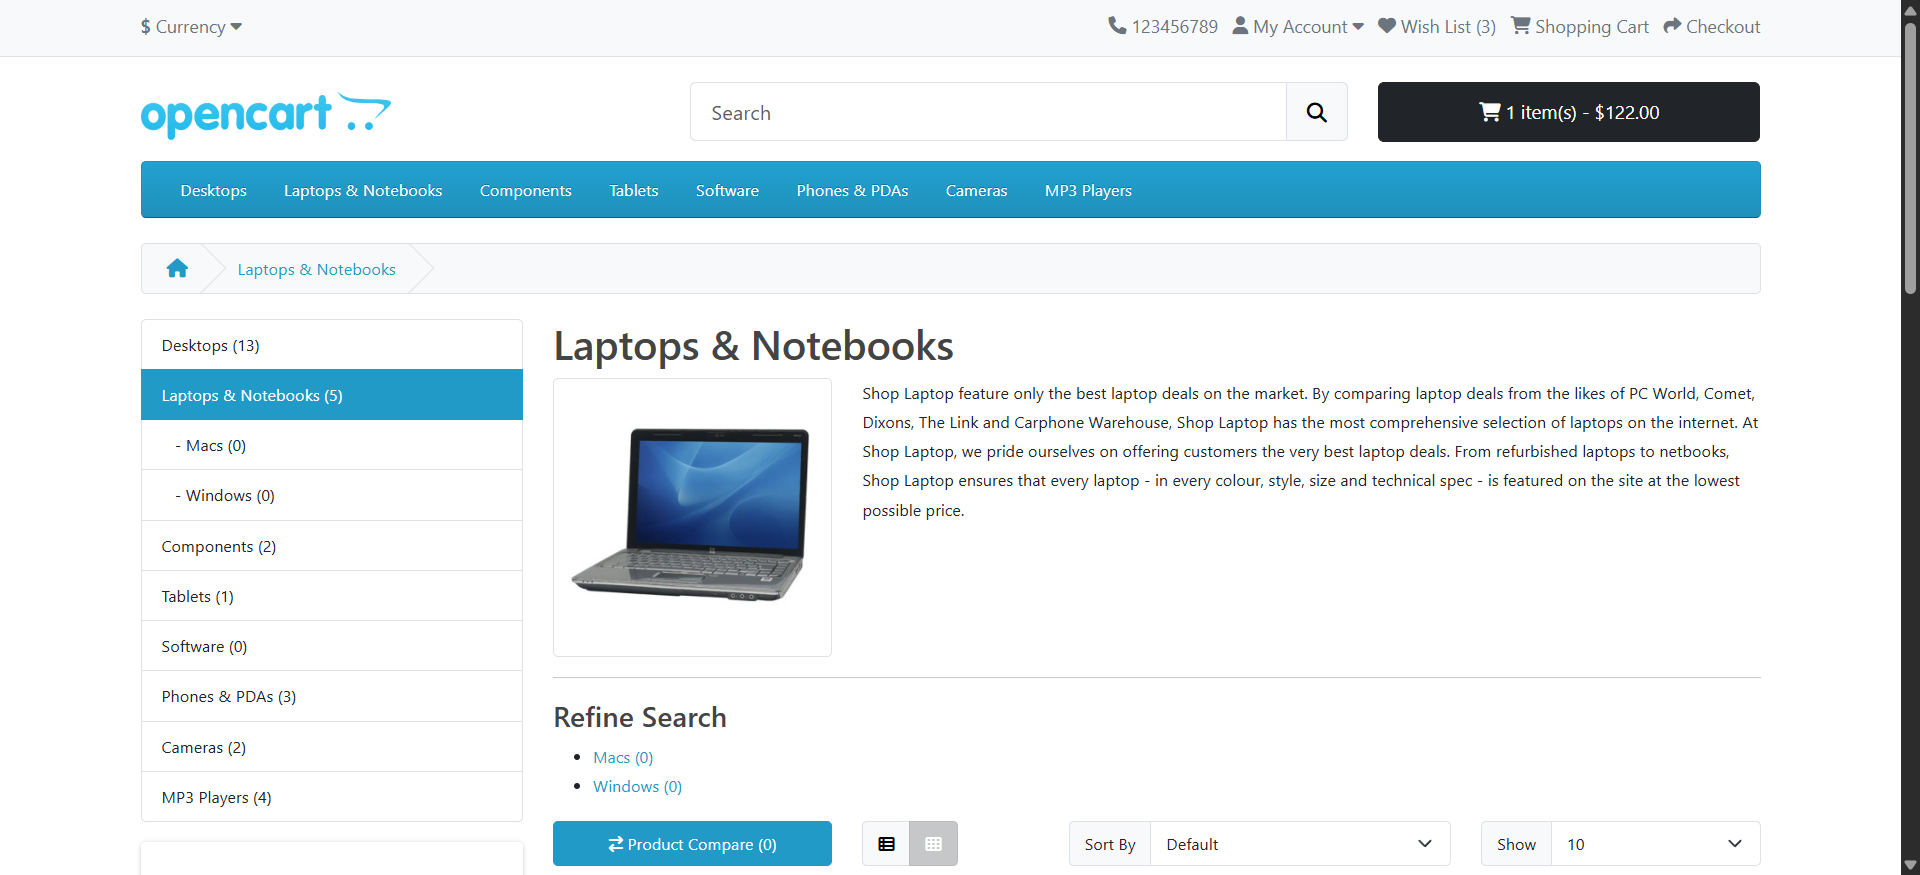 $ Currency
123456789 My Account Wish List (3) Shopping Cart Checkout
opencart
Search
1 item(s) - $122.00
Desktops Laptops & Notebooks Components Tablets Software Phones & PDAs Cameras MP3 Players
Laptops & Notebooks
Desktops (13)
Laptops & Notebooks (5)
- Macs (0)
- Windows (0)
Components (2)
Tablets (1)
Software (0)
Phones & PDAs (3)
Cameras (2)
MP3 Players (4)
Laptops & Notebooks
Shop Laptop feature only the best laptop deals on the market. By comparing laptop deals from the likes of PC World, Comet,
Dixons, The Link and Carphone Warehouse, Shop Laptop has the most comprehensive selection of laptops on the internet. At
Shop Laptop, we pride ourselves on offering customers the very best laptop deals. From refurbished laptops to netbooks,
Shop Laptop ensures that every laptop - in every colour, style, size and technical spec - is featured on the site at the lowest
possible price.
Refine Search
Macs (0)
Windows (0)
Product Compare (0)
Sort By Default
Show 10